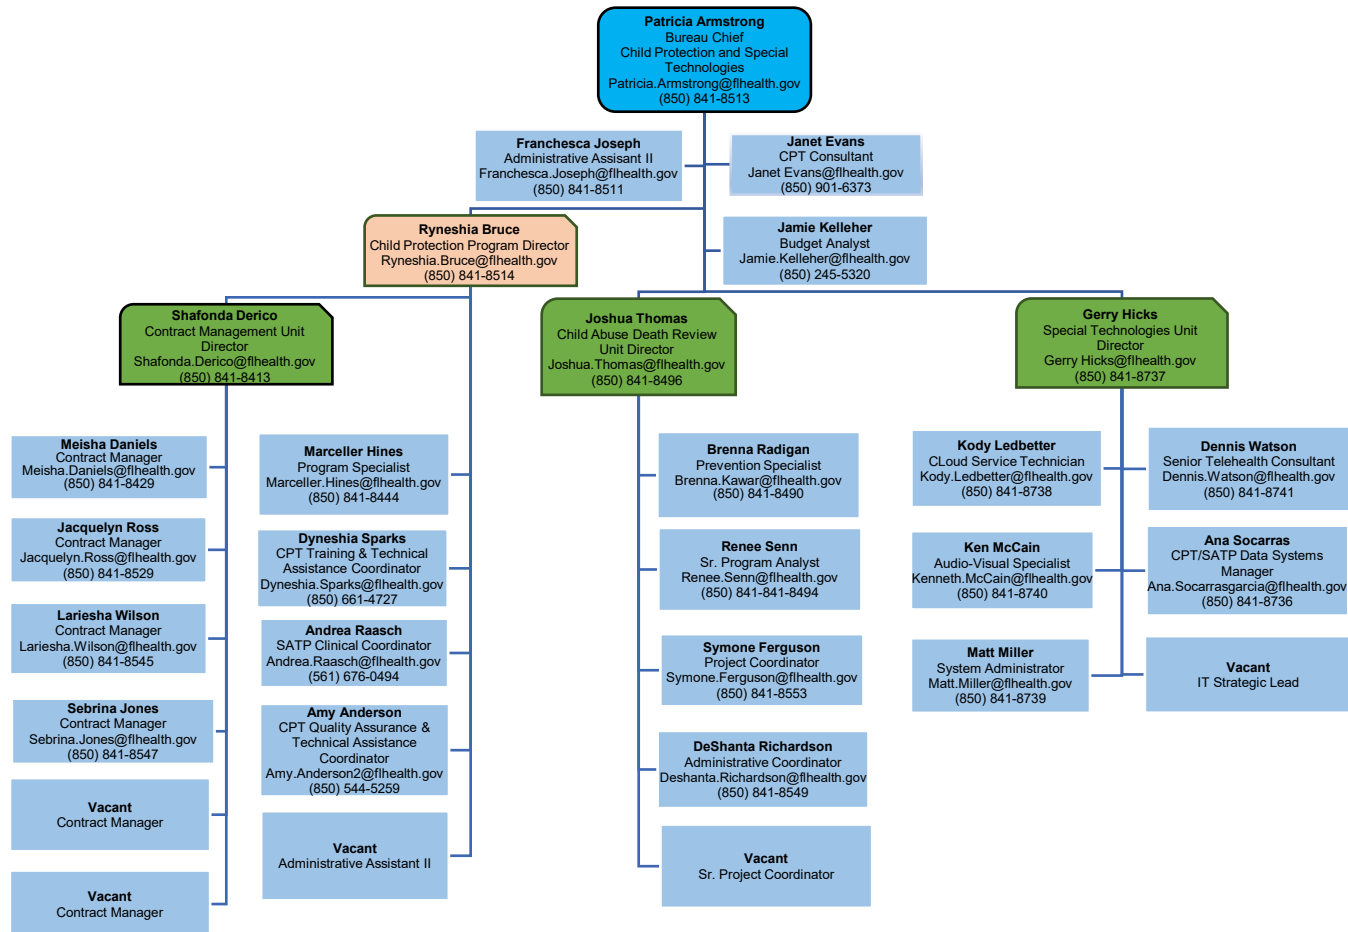 Patricia Armstrong
Bureau Chief
Child Protection and Special
Technologies
Patricia.Armstrong@flhealth.gov
(850) 841-8513
Franchesca Joseph
Administrative Assisant II
Franchesca.Joseph@flhealth.gov
(850) 841-8511
Janet Evans
CPT Consultant
Janet Evans@flhealth.gov
(850) 901-6373
Ryneshia Bruce
Child Protection Program Director
Ryneshia.Bruce@flhealth.gov
(850) 841-8514
Jamie Kelleher
Budget Analyst
Jamie.Kelleher@flhealth.gov
(850) 245-5320
Shafonda Derico
Contract Management Unit
Director
Shafonda.Derico@flhealth.gov
(850) 841-8413
Joshua Thomas
Child Abuse Death Review
Unit Director
Joshua.Thomas@flhealth.gov
(850) 841-8496
Gerry Hicks
Special Technologies Unit
Director
Gerry Hicks@flhealth.gov
(850) 841-8737
Meisha Daniels
Contract Manager
Meisha.Daniels@flhealth.gov
(850) 841-8429
Jacquelyn Ross
Contract Manager
Jacquelyn.Ross@flhealth.gov
(850) 841-8529
Lariesha Wilson
Contract Manager
Lariesha.Wilson@flhealth.gov
(850) 841-8545
Sebrina Jones
Contract Manager
Sebrina.Jones@flhealth.gov
(850) 841-8547
Vacant
Contract Manager
Vacant
Contract Manager
Marceller Hines
Program Specialist
Marceller.Hines@flhealth.gov
(850) 841-8444
Dyneshia Sparks
CPT Training & Technical
Assistance Coordinator
Dyneshia.Sparks@flhealth.gov
(850) 661-4727
Andrea Raasch
SATP Clinical Coordinator
Andrea.Raasch@flhealth.gov
(561) 676-0494
Amy Anderson
CPT Quality Assurance &
Technical Assistance
Coordinator
Amy.Anderson2@flhealth.gov
(850) 544-5259
Vacant
Administrative Assistant II
Brenna Radigan
Prevention Specialist
Brenna.Kawar@flhealth.gov
(850) 841-8490
Renee Senn
Sr. Program Analyst
Renee.Senn@flhealth.gov
(850) 841-841-8494
Symone Ferguson
Project Coordinator
Symone.Ferguson@flhealth.gov
(850) 841-8553
DeShanta Richardson
Administrative Coordinator
Deshanta.Richardson@flhealth.gov
(850) 841-8549
Vacant
Sr. Project Coordinator
Kody Ledbetter
CLoud Service Technician
Kody.Ledbetter@flhealth.gov
(850) 841-8738
Ken McCain
Audio-Visual Specialist
Kenneth.McCain@flhealth.gov
(850) 841-8740
Matt Miller
System Administrator
Matt.Miller@flhealth.gov
(850) 841-8739
Dennis Watson
Senior Telehealth Consultant
Dennis.Watson@flhealth.gov
(850) 841-8741
Ana Socarras
CPT/SATP Data Systems
Manager
Ana.Socarrasgarcia@flhealth.gov
(850) 841-8736
Vacant
IT Strategic Lead